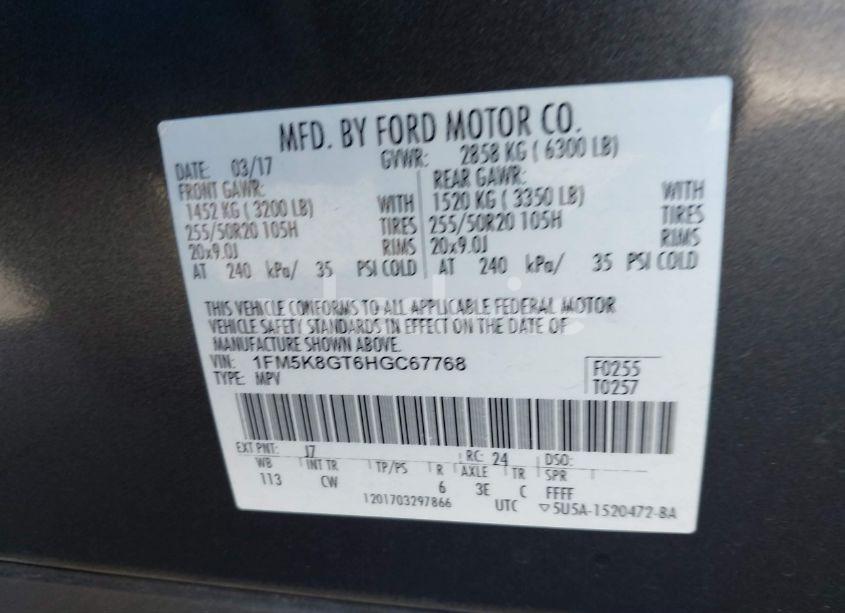 MFD. BY FORD MOTOR CO.
DATE: 03/17 GVWR: 2858 KG ( 6300 LB)
FRONT GAWR: REAR GAWR:
1452 KG ( 3200 LB) WITH 1520 KG ( 3350 LB) WITH
255/50R20 105H TIRES 255/50R20 105H TIRES
20x9.0J RIMS 20x9.0J RIMS
AT 240 kPa/ 35 PSI COLD AT 240 kPa/ 35 PSI COLD
THIS VEHICLE CONFORMS TO ALL APPLICABLE FEDERAL MOTOR
VEHICLE SAFETY STANDARDS IN EFFECT ON THE DATE OF
MANUFACTURE SHOWN ABOVE.
VIN: 1FM5K8GT6HGC67768 F0255
TYPE: MPV T0257
EXT PNT: J7 RC: 24 DSO:
WB INT TR TP/PS R AXLE TR SPR
113 CW 6 3E C FFFF
1201703297866 UTC ▽5U5A-1520472-BA